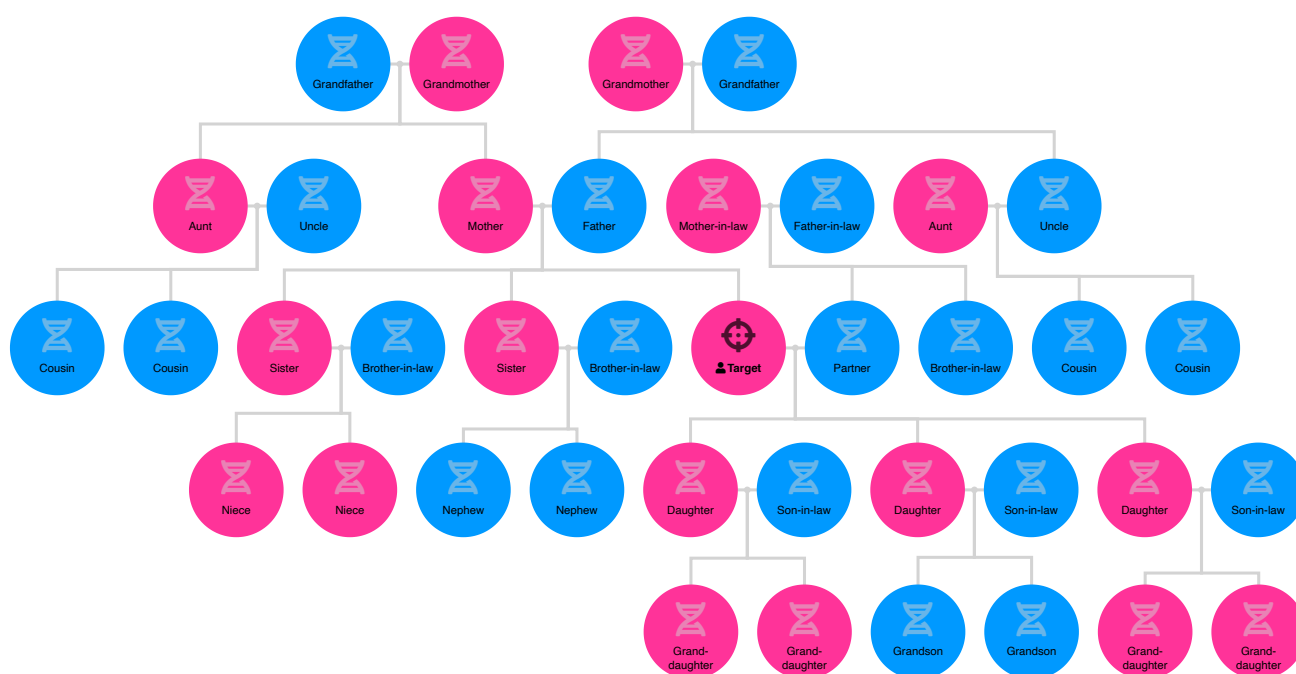 Grandfather
Grandmother
Grandmother
Grandfather
Aunt
Uncle
Mother
Father
Mother-in-law
Father-in-law
Aunt
Uncle
Cousin
Cousin
Sister
Brother-in-law
Sister
Brother-in-law
Target
Partner
Brother-in-law
Cousin
Cousin
Niece
Niece
Nephew
Nephew
Daughter
Son-in-law
Daughter
Son-in-law
Daughter
Son-in-law
Grand-
daughter
Grand-
daughter
Grandson
Grandson
Grand-
daughter
Grand-
daughter